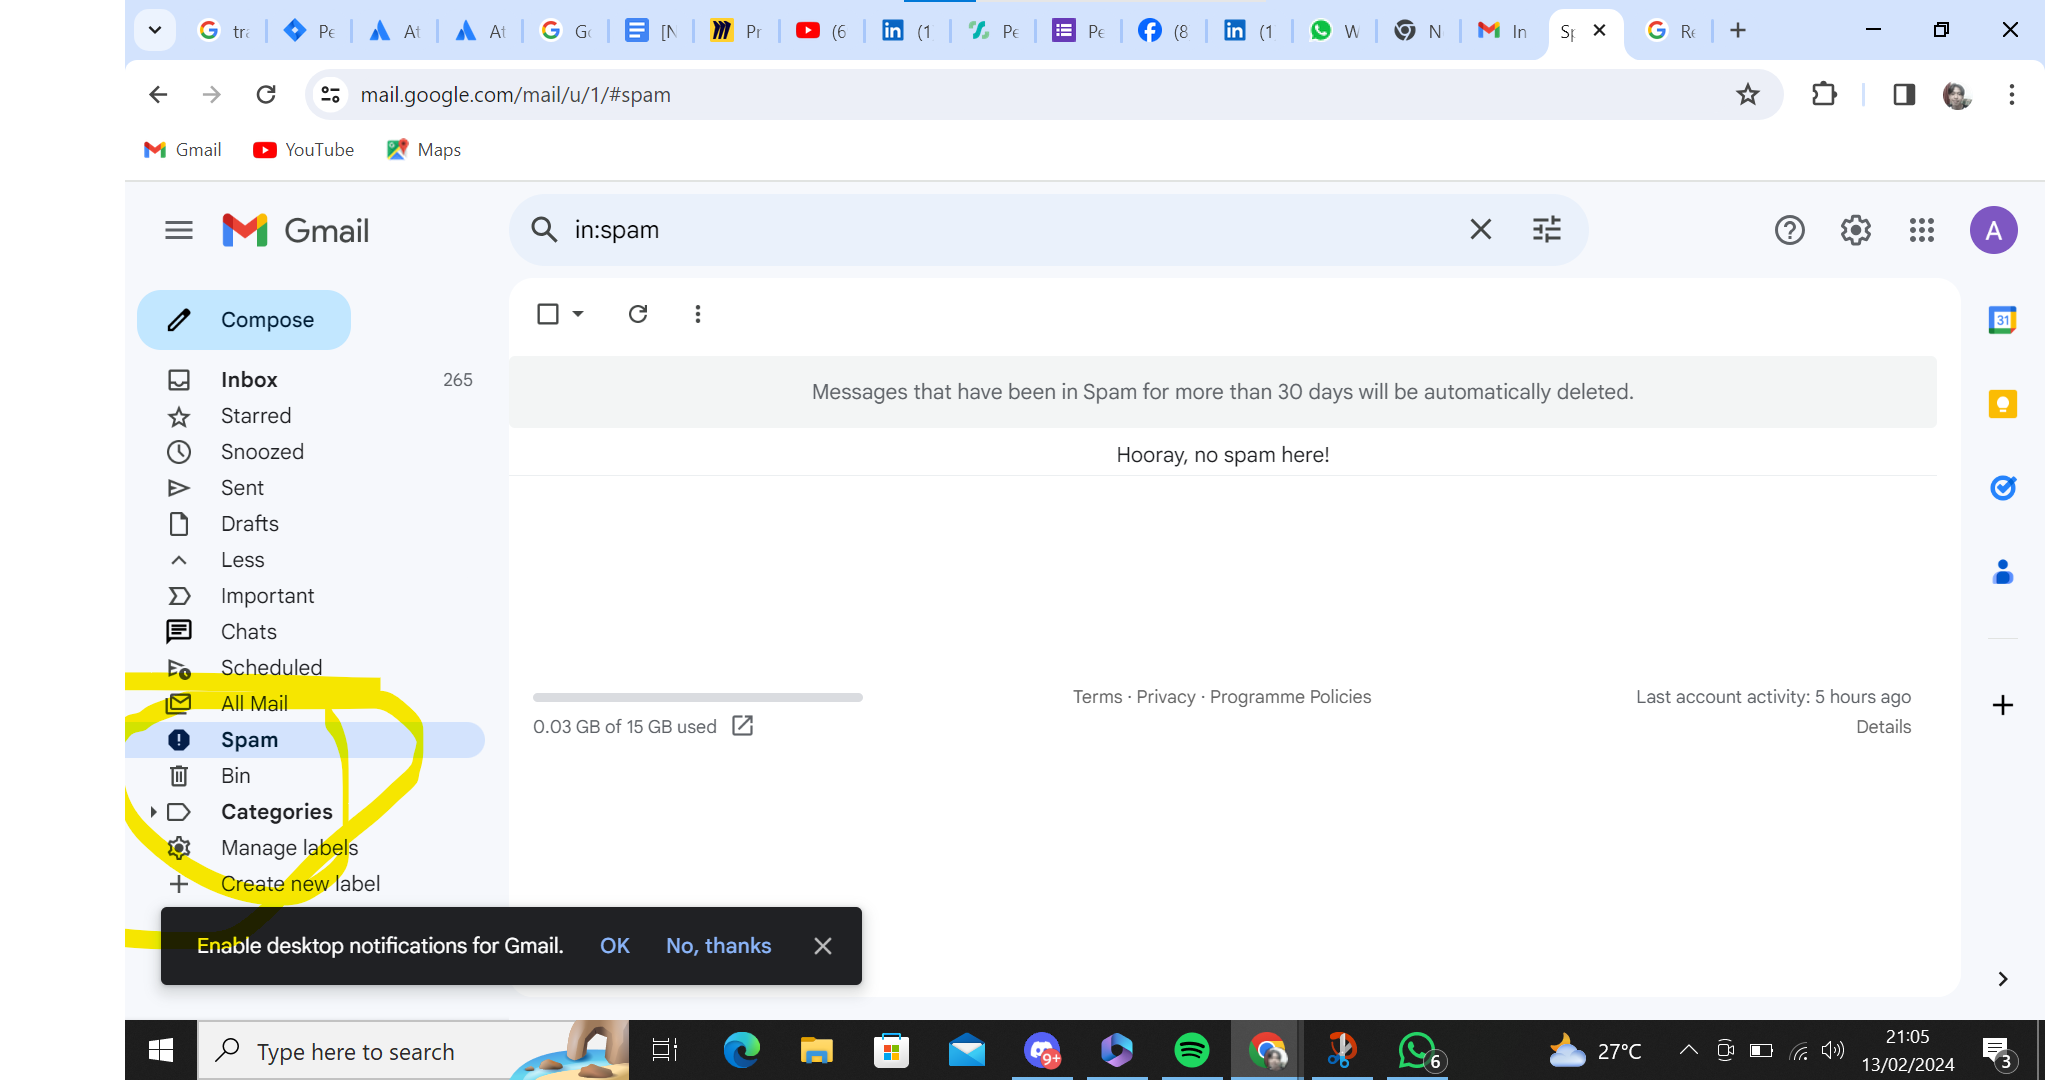 tra
Pe
At
At
Go
[N
Pr
(6
(1
Pe
Pe
(8
(1
W
N
In
Sp
Re
mail.google.com/mail/u/1/#spam
Gmail
YouTube
Maps
Gmail
in:spam
A
Compose
Inbox 265
Starred
Snoozed
Sent
Drafts
Less
Important
Chats
Scheduled
All Mail
Spam
Bin
Categories
Manage labels
Create new label
Messages that have been in Spam for more than 30 days will be automatically deleted.
Hooray, no spam here!
0.03 GB of 15 GB used
Terms · Privacy · Programme Policies
Last account activity: 5 hours ago
Details
31
Enable desktop notifications for Gmail. OK No, thanks
Type here to search
9+
6
27°C
21:05
13/02/2024
3